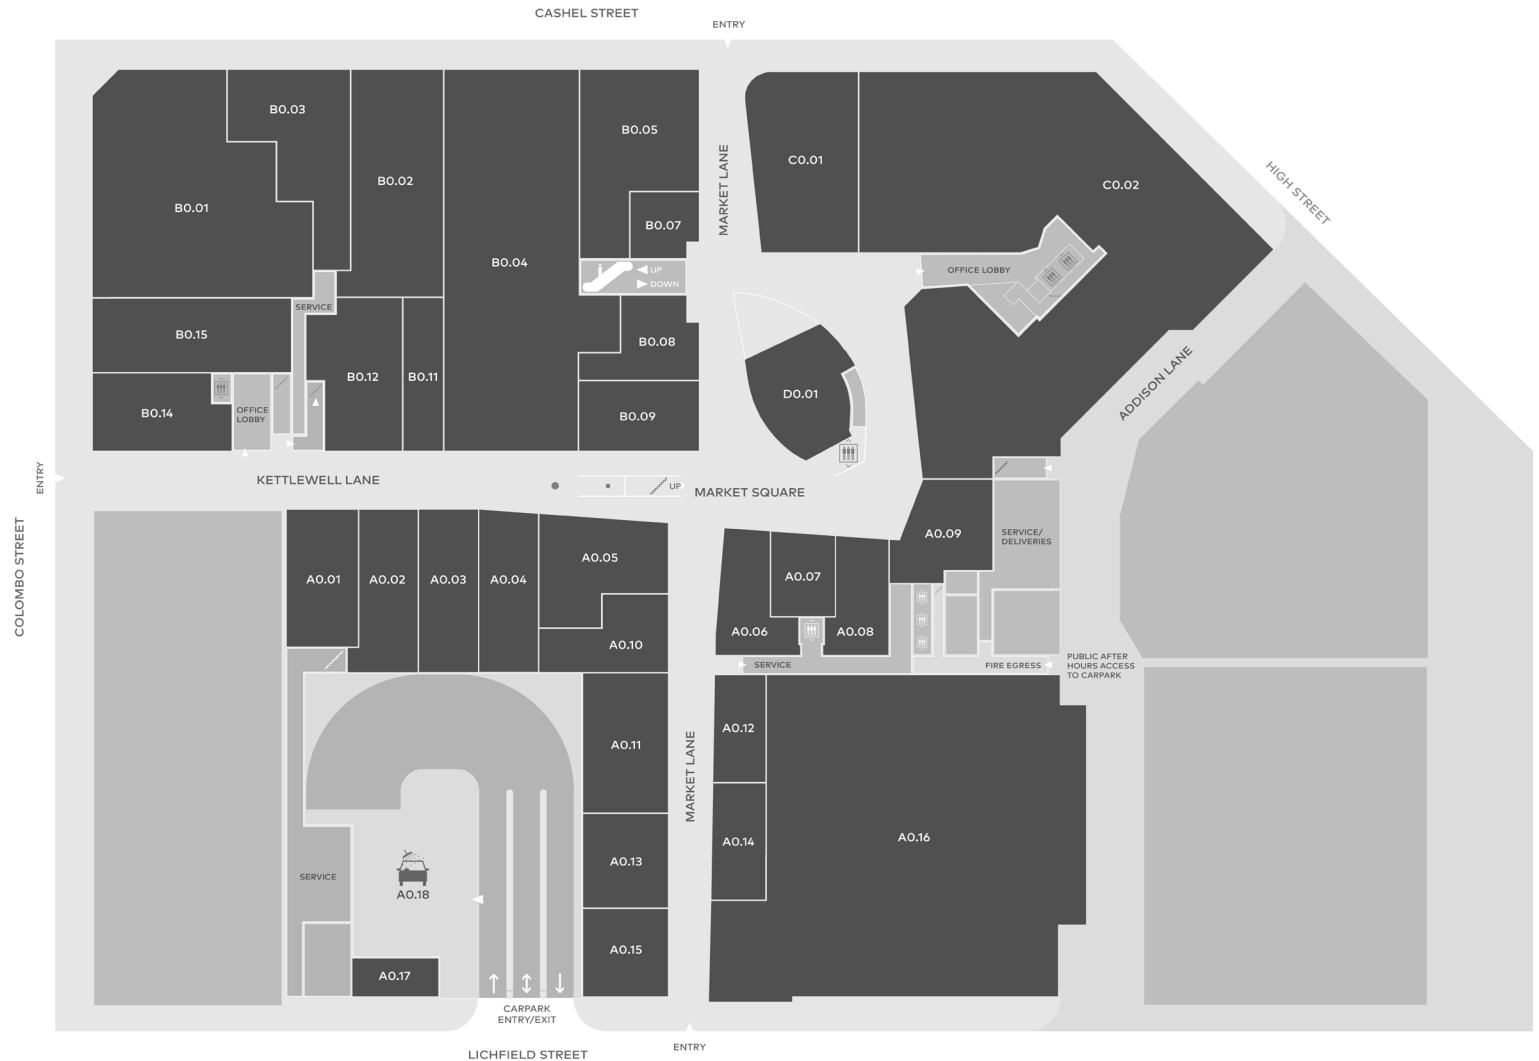 CASHEL STREET
ENTRY
B0.03
B0.05
B0.02
C0.01
C0.02
MARKET LANE
HIGH STREET
B0.01
B0.07
B0.04
UP
DOWN
OFFICE LOBBY
SERVICE
B0.15
B0.08
B0.12
B0.11
ADDISON LANE
D0.01
B0.14
OFFICE
LOBBY
B0.09
ENTRY
KETTLEWELL LANE
UP
MARKET SQUARE
COLOMBO STREET
A0.09
SERVICE/
DELIVERIES
A0.05
A0.01
A0.02
A0.03
A0.04
A0.07
A0.06
A0.08
A0.10
SERVICE
FIRE EGRESS
PUBLIC AFTER
HOURS ACCESS
TO CARPARK
A0.12
A0.11
MARKET LANE
A0.14
A0.16
A0.13
SERVICE
A0.18
A0.15
A0.17
CARPARK
ENTRY/EXIT
ENTRY
LICHFIELD STREET